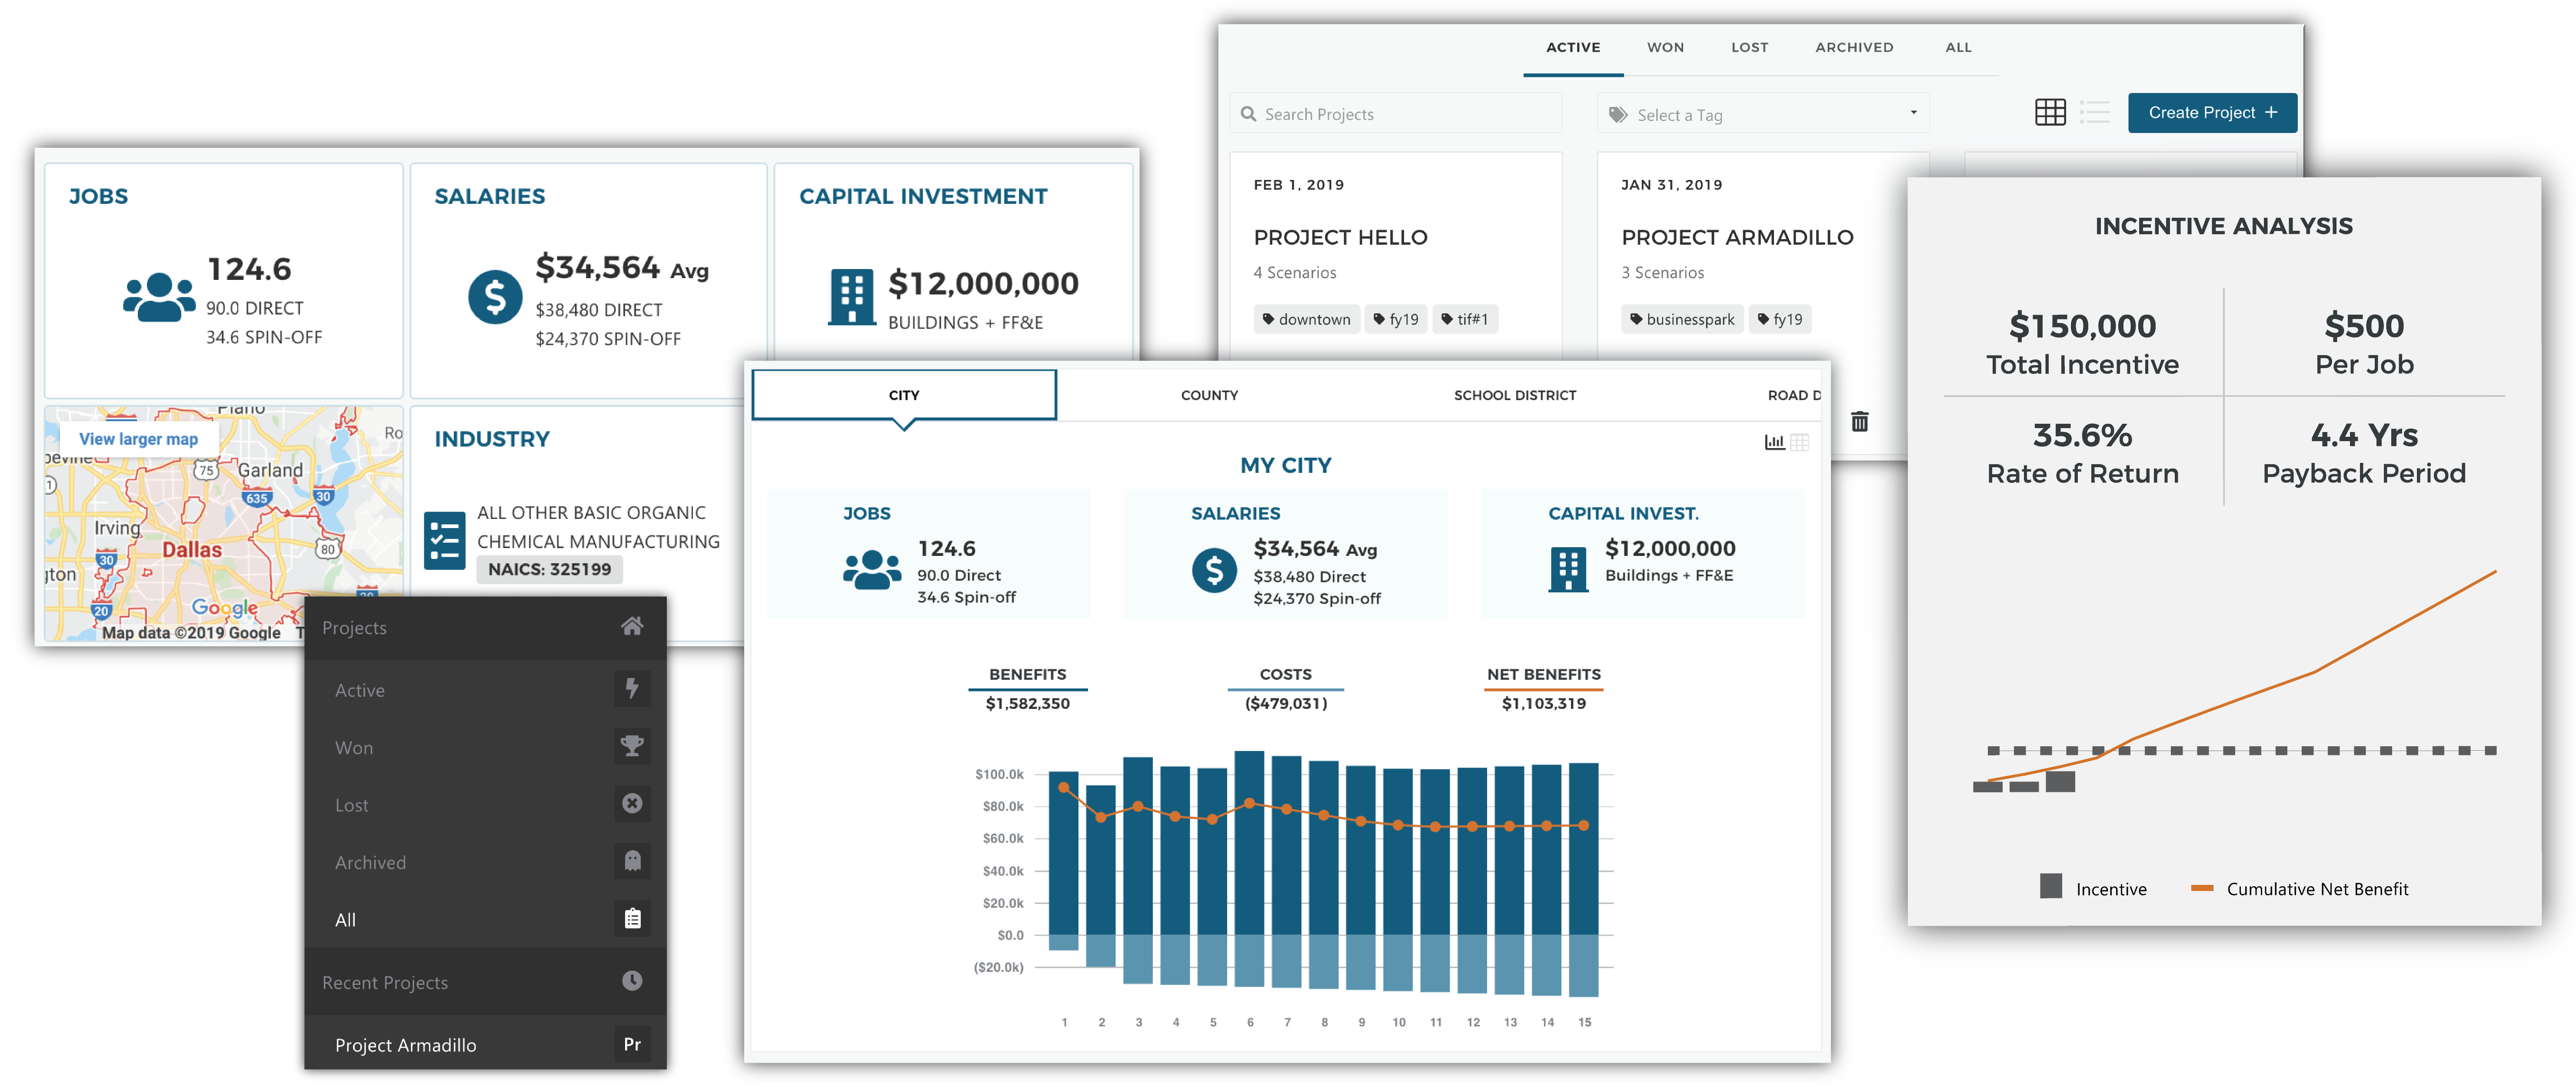 JOBS
124.6
90.0 DIRECT
34.6 SPIN-OFF
SALARIES
$34,564 Avg
$38,480 DIRECT
$24,370 SPIN-OFF
CAPITAL INVESTMENT
$12,000,000
BUILDINGS + FF&E
View larger map
75
Garland
635
30
Irving
Dallas
80
30
20
Google
Map data ©2019 Google
INDUSTRY
ALL OTHER BASIC ORGANIC
CHEMICAL MANUFACTURING
NAICS: 325199
Projects
Active
Won
Lost
Archived
All
Recent Projects
Project Armadillo
Pr
ACTIVE WON LOST ARCHIVED ALL
Search Projects
Select a Tag
Create Project +
FEB 1, 2019
PROJECT HELLO
4 Scenarios
downtown fy19 tif#1
JAN 31, 2019
PROJECT ARMADILLO
3 Scenarios
businesspark fy19
CITY COUNTY SCHOOL DISTRICT ROAD D
MY CITY
JOBS
124.6
90.0 Direct
34.6 Spin-off
SALARIES
$34,564 Avg
$38,480 Direct
$24,370 Spin-off
CAPITAL INVEST.
$12,000,000
Buildings + FF&E
BENEFITS
$1,582,350
COSTS
($479,031)
NET BENEFITS
$1,103,319
$100.0k
$80.0k
$60.0k
$40.0k
$20.0k
$0.0
($20.0k)
1 2 3 4 5 6 7 8 9 10 11 12 13 14 15
INCENTIVE ANALYSIS
$150,000
Total Incentive
$500
Per Job
35.6%
Rate of Return
4.4 Yrs
Payback Period
Incentive
Cumulative Net Benefit